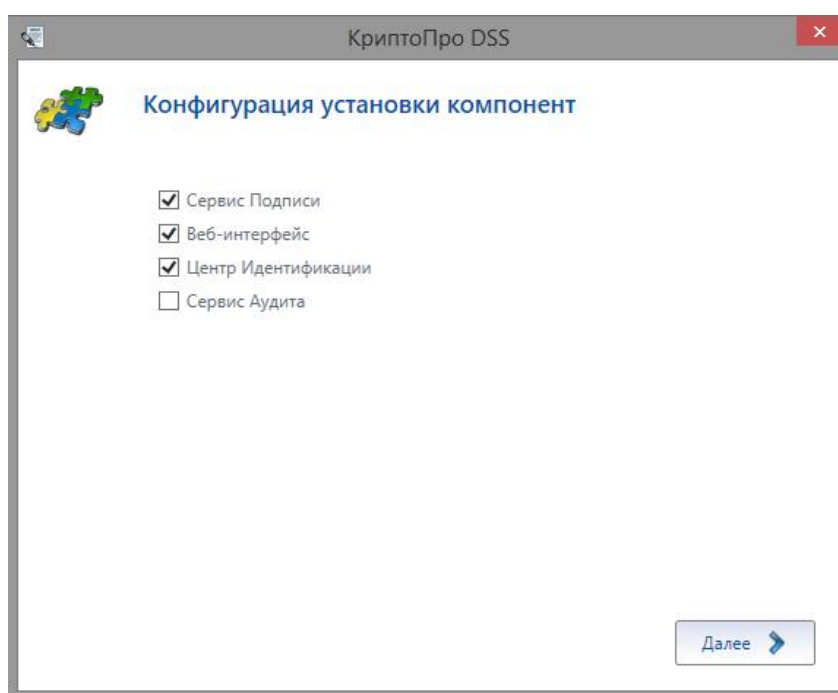 КриптоПро DSS
Конфигурация установки компонент
Сервис Подписи
Веб-интерфейс
Центр Идентификации
Сервис Аудита
Далее